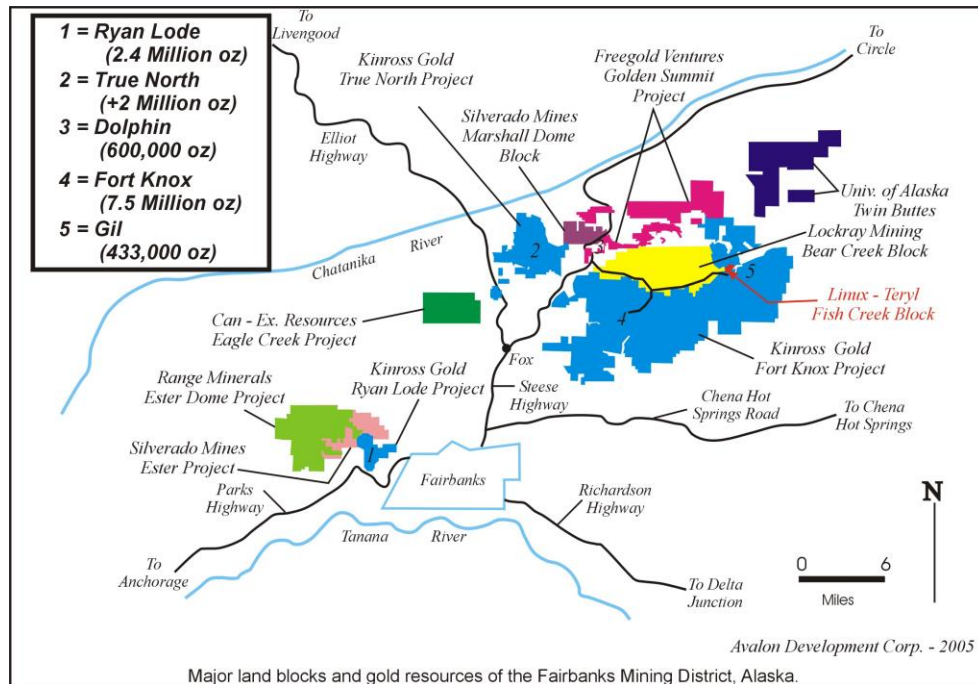 1 = Ryan Lode
(2.4 Million oz)
2 = True North
(+2 Million oz)
3 = Dolphin
(600,000 oz)
4 = Fort Knox
(7.5 Million oz)
5 = Gil
(433,000 oz)
To
Livengood
Kinross Gold
True North Project
Freegold Ventures
Golden Summit
Project
To
Circle
Silverado Mines
Marshall Dome
Block
Elliot
Highway
Univ. of Alaska
Twin Buttes
Lockray Mining
Bear Creek Block
2
3
5
Chatanika
River
Linux - Teryl
Fish Creek Block
4
Can - Ex. Resources
Eagle Creek Project
Fox
Kinross Gold
Fort Knox Project
Kinross Gold
Ryan Lode Project
Range Minerals
Ester Dome Project
Steese
Highway
Chena Hot
Springs Road
To Chena
Hot Springs
Silverado Mines
Ester Project
1
Fairbanks
Parks
Highway
Richardson
Highway
N
Tanana River
To
Anchorage
To Delta
Junction
0 6
Miles
Avalon Development Corp. - 2005
Major land blocks and gold resources of the Fairbanks Mining District, Alaska.